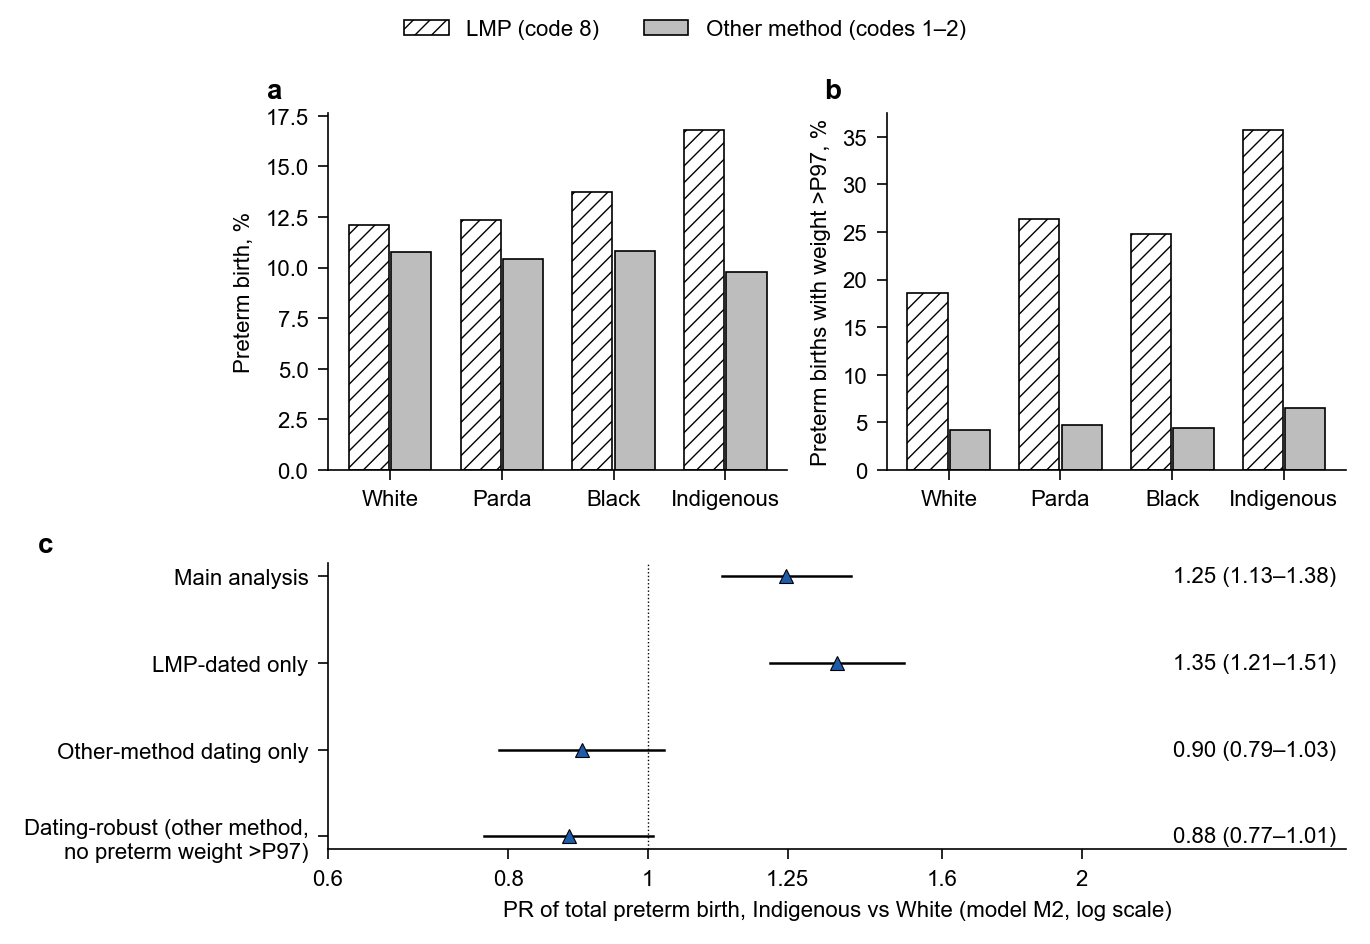 LMP (code 8)
Other method (codes 1–2)
a
Preterm birth, %
17.5
15.0
12.5
10.0
7.5
5.0
2.5
0.0
White
Parda
Black
Indigenous
b
Preterm births with weight >P97, %
35
30
25
20
15
10
5
0
White
Parda
Black
Indigenous
c
Main analysis
1.25 (1.13–1.38)
LMP-dated only
1.35 (1.21–1.51)
Other-method dating only
0.90 (0.79–1.03)
Dating-robust (other method,
no preterm weight >P97)
0.88 (0.77–1.01)
0.6
0.8
1
1.25
1.6
2
PR of total preterm birth, Indigenous vs White (model M2, log scale)